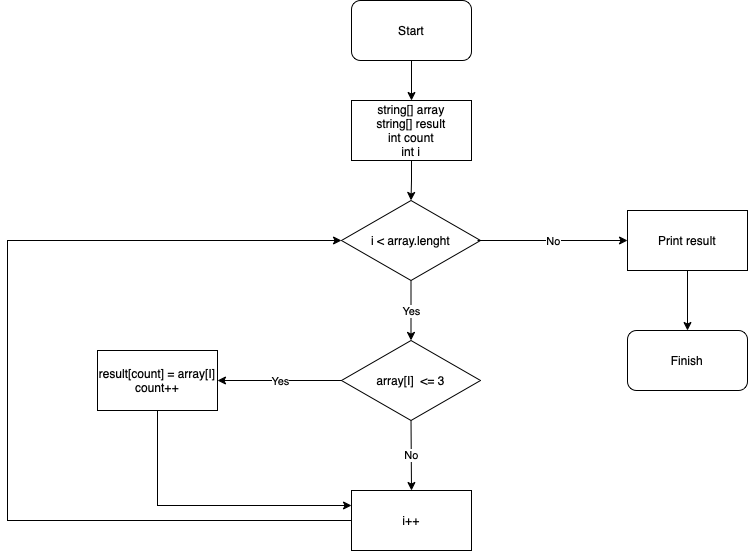 Start
string[] array
string[] result
int count
int i
i < array.lenght
No
Print result
Yes
Finish
result[count] = array[I]
count++
Yes
array[I]  <= 3
No
i++